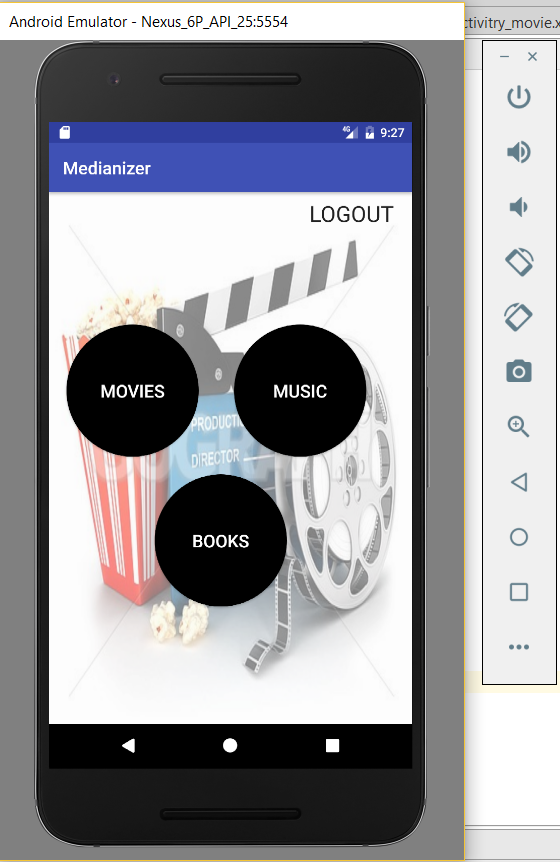 Android Emulator - Nexus_6P_API_25:5554
ctivitry_movie.x
4G
9:27
Medianizer
LOGOUT
MOVIES
MUSIC
PRODUCTION
DIRECTOR
BOOKS